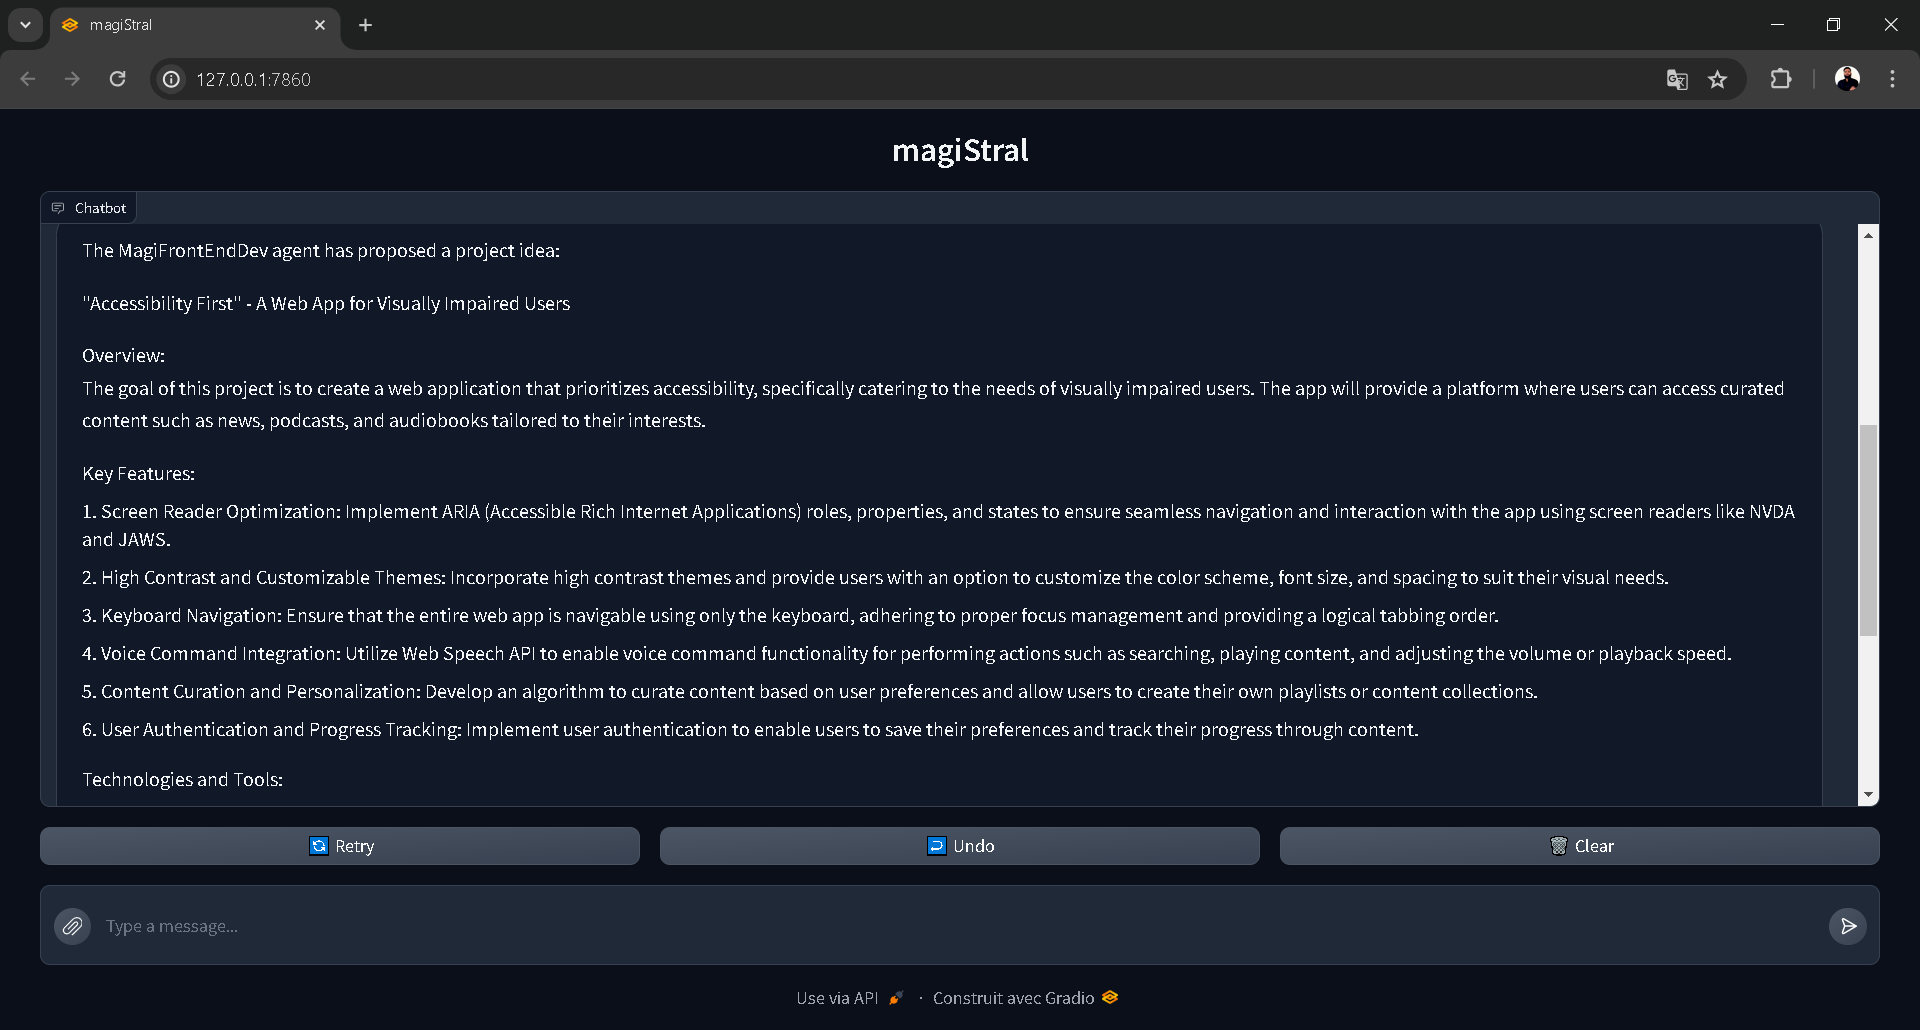 magiStral
127.0.0.1:7860
magiStral
Chatbot
The MagiFrontEndDev agent has proposed a project idea:
"Accessibility First" - A Web App for Visually Impaired Users
Overview:
The goal of this project is to create a web application that prioritizes accessibility, specifically catering to the needs of visually impaired users. The app will provide a platform where users can access curated
content such as news, podcasts, and audiobooks tailored to their interests.
Key Features:
1. Screen Reader Optimization: Implement ARIA (Accessible Rich Internet Applications) roles, properties, and states to ensure seamless navigation and interaction with the app using screen readers like NVDA
and JAWS.
2. High Contrast and Customizable Themes: Incorporate high contrast themes and provide users with an option to customize the color scheme, font size, and spacing to suit their visual needs.
3. Keyboard Navigation: Ensure that the entire web app is navigable using only the keyboard, adhering to proper focus management and providing a logical tabbing order.
4. Voice Command Integration: Utilize Web Speech API to enable voice command functionality for performing actions such as searching, playing content, and adjusting the volume or playback speed.
5. Content Curation and Personalization: Develop an algorithm to curate content based on user preferences and allow users to create their own playlists or content collections.
6. User Authentication and Progress Tracking: Implement user authentication to enable users to save their preferences and track their progress through content.
Technologies and Tools:
Retry
Undo
Clear
Type a message...
Use via API · Construit avec Gradio